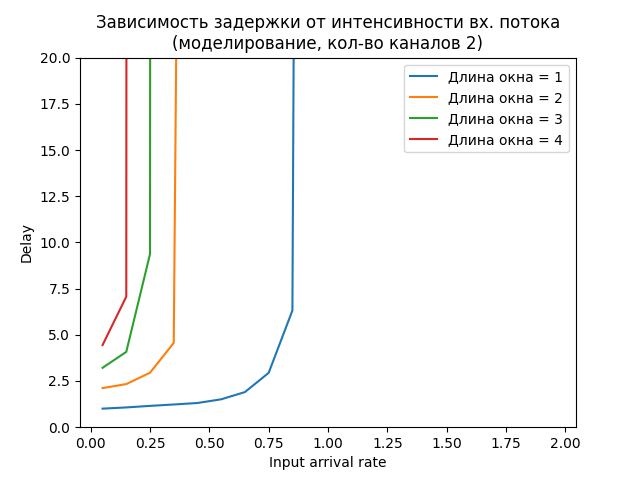 Зависимость задержки от интенсивности вх. потока
(моделирование, кол-во каналов 2)
20.0
17.5
15.0
12.5
10.0
7.5
5.0
2.5
0.0
Delay
Длина окна = 1
Длина окна = 2
Длина окна = 3
Длина окна = 4
0.00 0.25 0.50 0.75 1.00 1.25 1.50 1.75 2.00
Input arrival rate